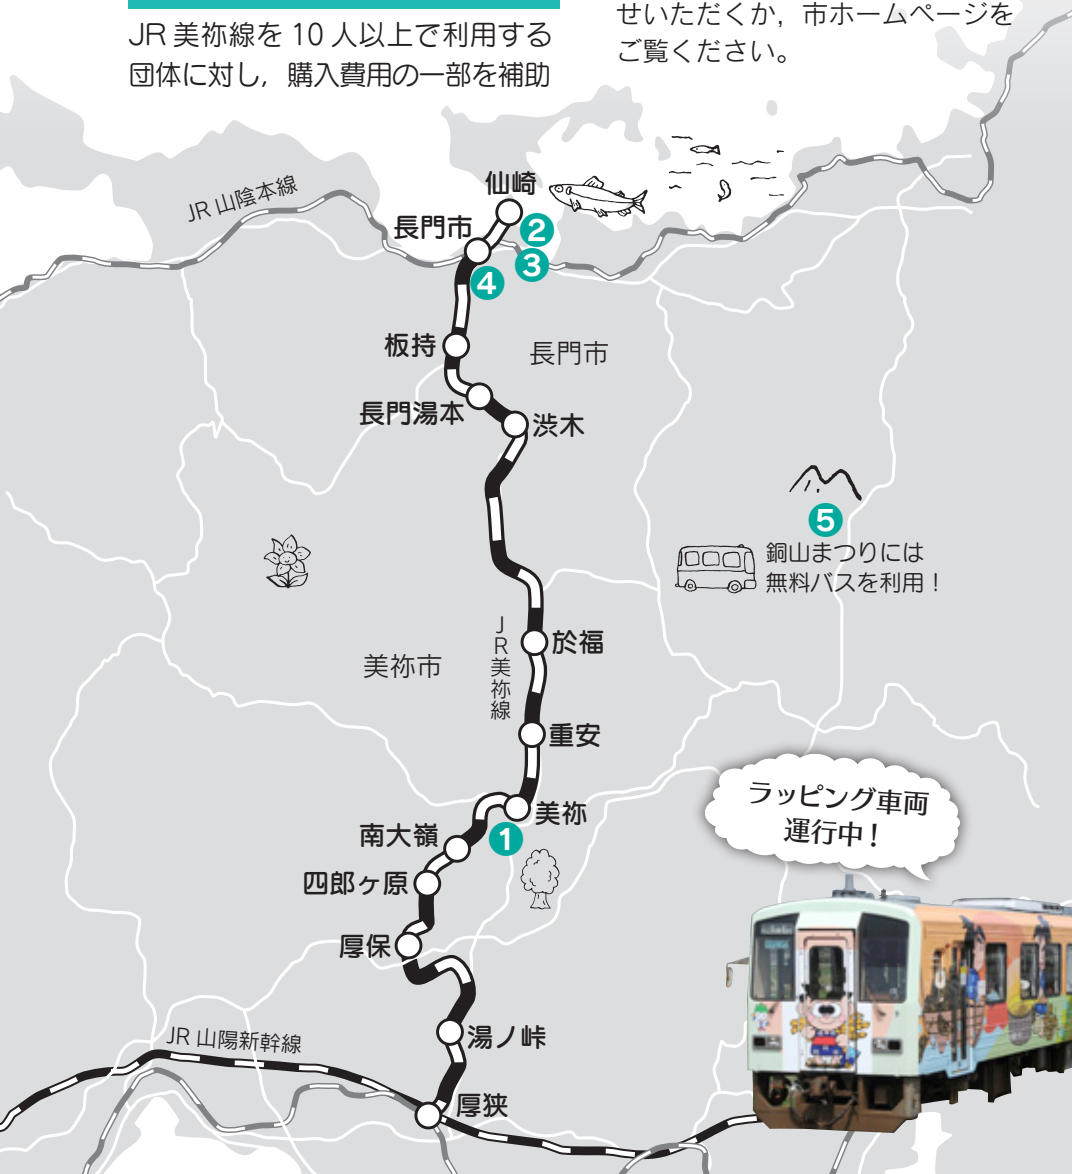 JR 美祢線を 10 人以上で利用する
団体に対し，購入費用の一部を補助
せいただくか，市ホームページを
ご覧ください。
JR 山陰本線
仙崎
2
長門市
3
4
板持
長門市
長門湯本
渋木
5
銅山まつりには
無料バスを利用！
JR美祢線
於福
美祢市
重安
ラッピング車両
運行中！
美祢
1
南大嶺
四郎ヶ原
厚保
湯ノ峠
JR 山陽新幹線
厚狭